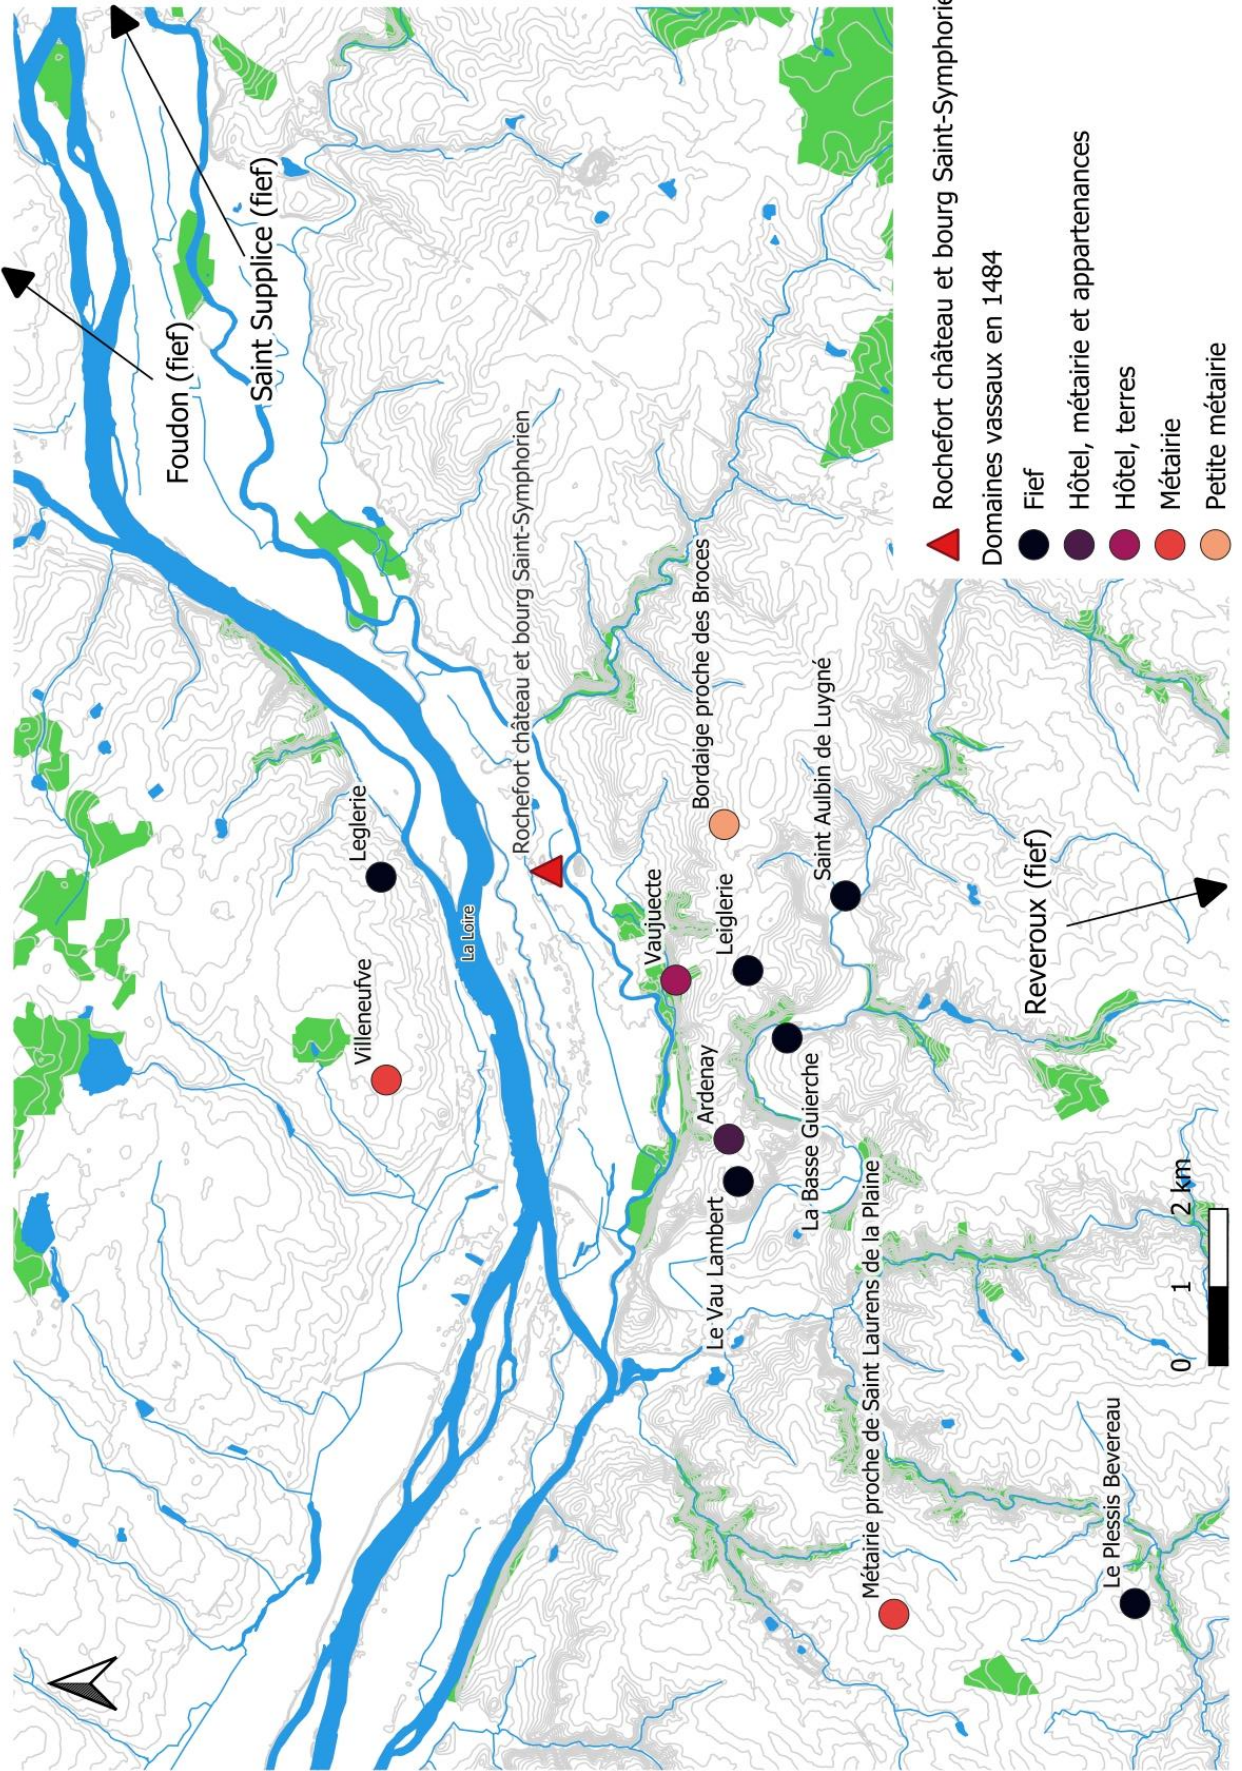 Foudon (fief)
Saint Supplice (fief)
Leglerie
Villeneufve
La Loire
Rochefort château et bourg Saint-Symphorien
Vaujuecte
Bordaige proche des Broces
Leiglerie
Ardenay
Le Vau Lambert
Saint Aulbin de Luygné
La Basse Guierche
Métairie proche de Saint Laurens de la Plaine
Reveroux (fief)
Le Plessis Bevereau
0 1 2 km
Rochefort château et bourg Saint-Symphorie
Domaines vassaux en 1484
Fief
Hôtel, métairie et appartenances
Hôtel, terres
Métairie
Petite métairie